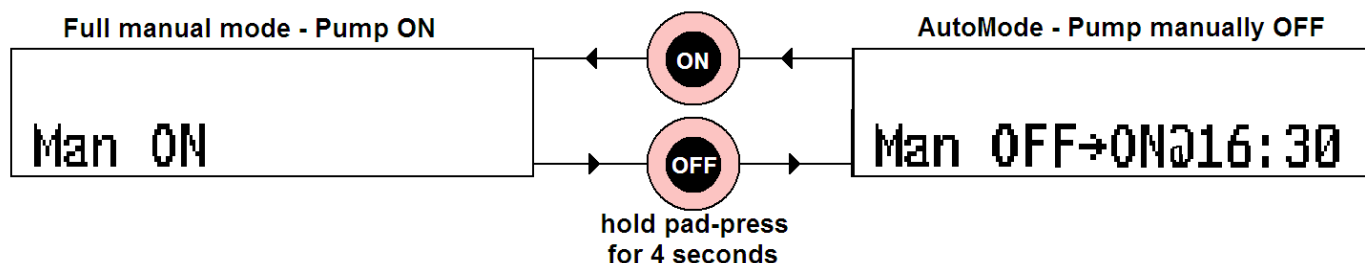 Full manual mode - Pump ON
AutoMode - Pump manually OFF
ON
Man ON
Man OFF→ON@16:30
OFF
hold pad-press
for 4 seconds